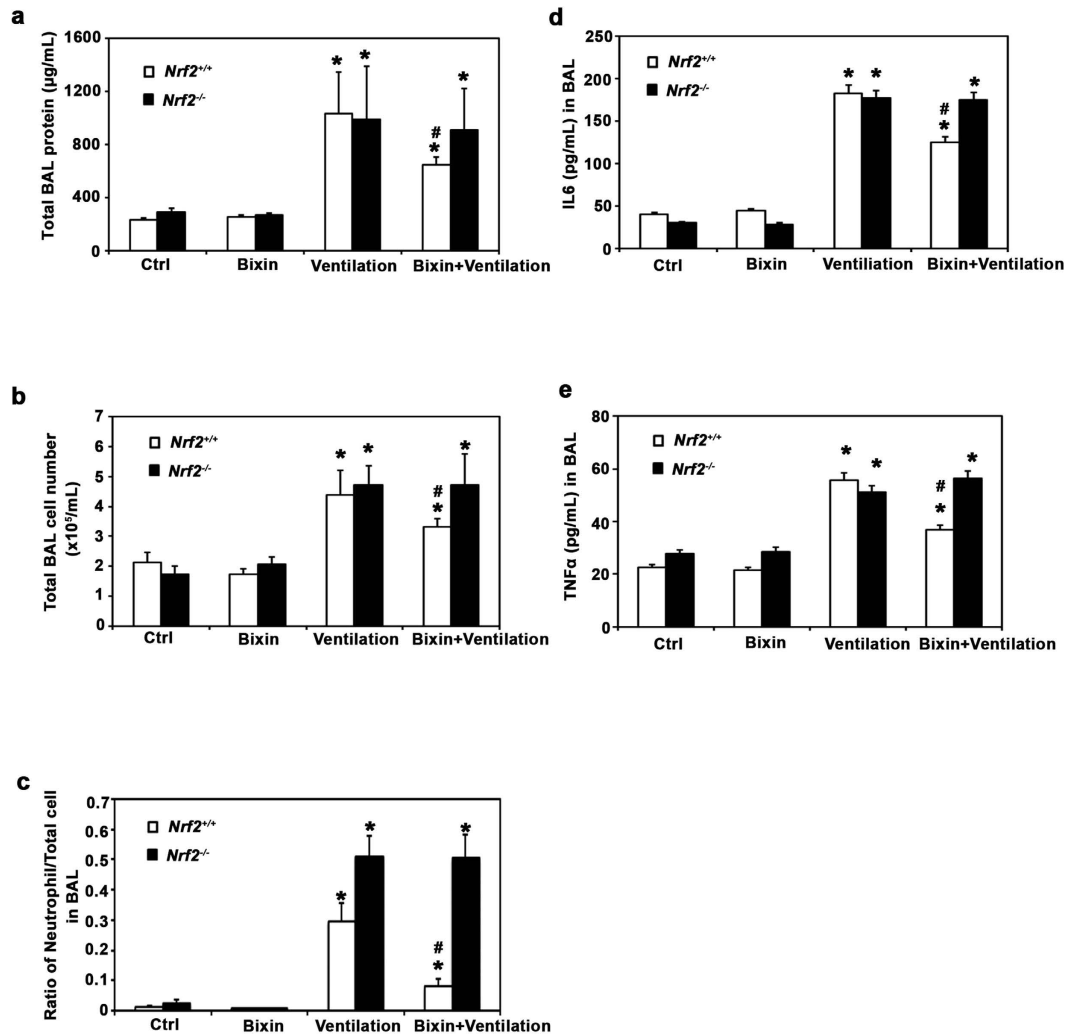 a
Total BAL protein (µg/mL)
1600
1200
800
400
0
Nrf2+/+
Nrf2-/-
* * # * *
Ctrl Bixin Ventilation Bixin+Ventilation
b
Total BAL cell number
(x10⁵/mL)
7
6
5
4
3
2
1
0
Nrf2+/+
Nrf2-/-
* * # * *
Ctrl Bixin Ventilation Bixin+Ventilation
c
Ratio of Neutrophil/Total cell
in BAL
0.7
0.6
0.5
0.4
0.3
0.2
0.1
0
Nrf2+/+
Nrf2-/-
* * # * *
Ctrl Bixin Ventilation Bixin+Ventilation
d
IL6 (pg/mL) in BAL
250
200
150
100
50
0
Nrf2+/+
Nrf2-/-
* * # * *
Ctrl Bixin Ventiliation Bixin+Ventilation
e
TNFα (pg/mL) in BAL
80
60
40
20
0
Nrf2+/+
Nrf2-/-
* * # * *
Ctrl Bixin Ventilation Bixin+Ventilation